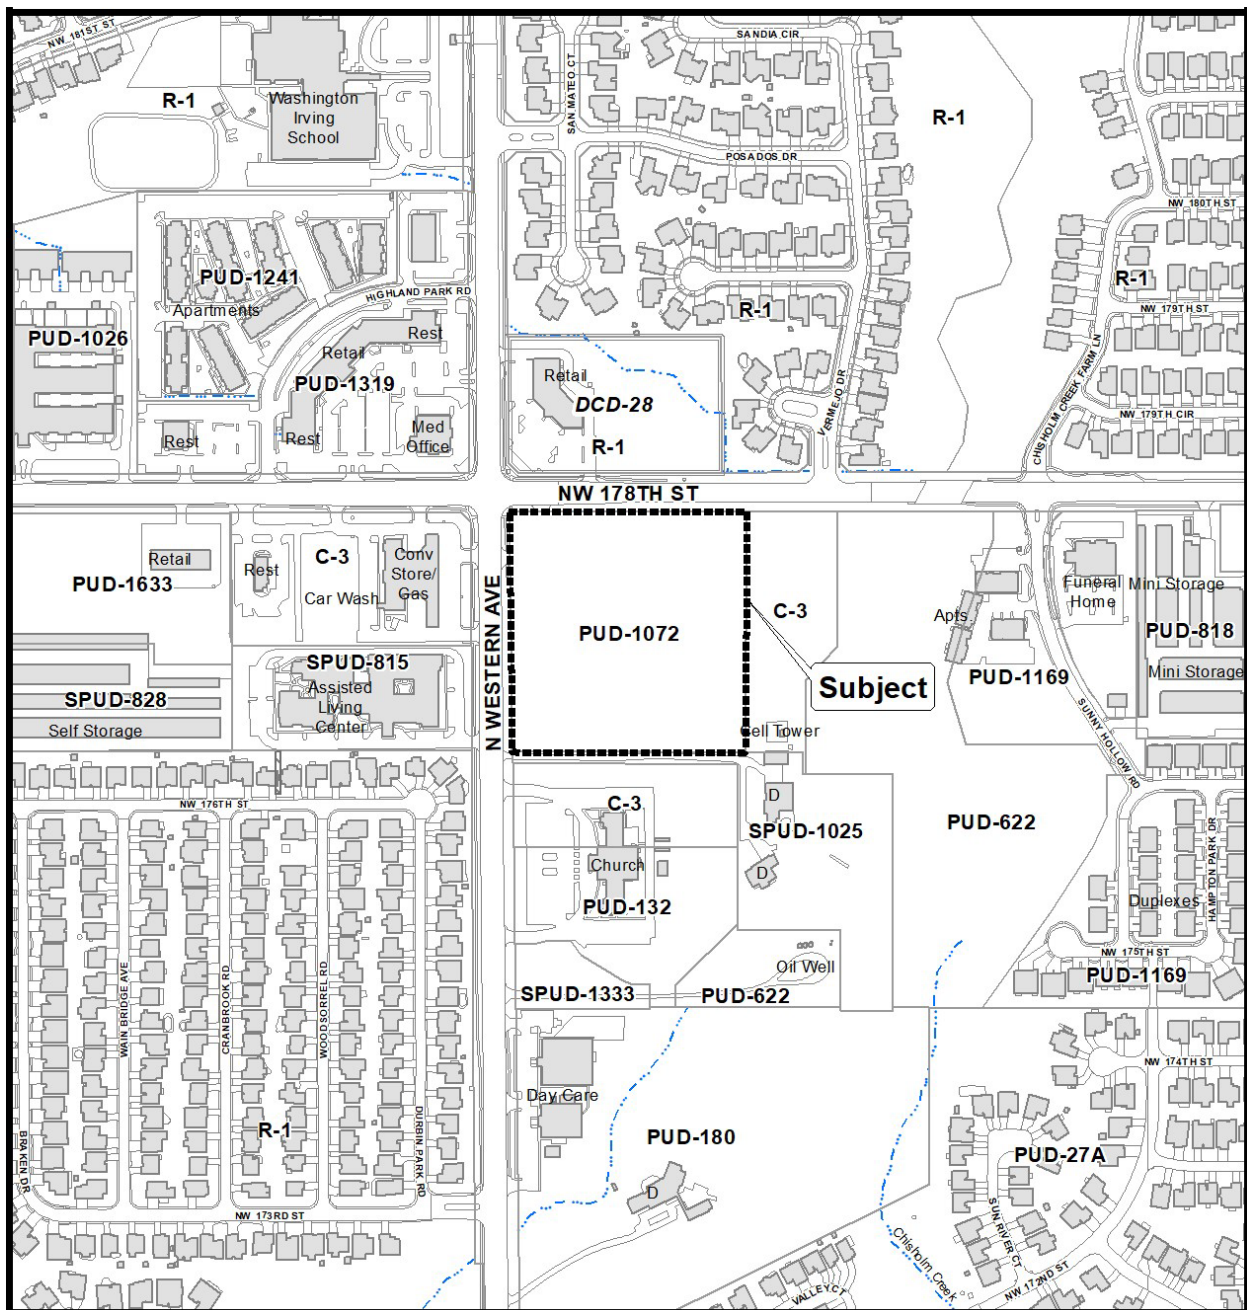 NW 181ST ST
SANDIA CIR
R-1
Washington
Irving
School
SAN MATEO CT
R-1
POSADOS DR
NW 180TH ST
PUD-1241
HIGHLAND PARK RD
Apartments
R-1
R-1
NW 179TH ST
PUD-1026
Rest
Retail
PUD-1319
Retail
DCD-28
VERMEJO DR
CHISHOLM CREEK FARM LN
NW 179TH CIR
Rest
Rest
Med
Office
R-1
NW 178TH ST
Retail
PUD-1633
Rest
C-3
Conv
Store/
Gas
Car Wash
N WESTERN AVE
PUD-1072
C-3
Apts.
Funeral
Home
Mini Storage
PUD-818
SPUD-815
Assisted
Living
Center
SPUD-828
Self Storage
Subject
PUD-1169
Mini Storage
SUNNY HOLLOW RD
Cell Tower
NW 176TH ST
C-3
D
SPUD-1025
PUD-622
Church
D
PUD-132
HAMPTON PARK DR
Duplexes
NW 175TH ST
PUD-1169
Oil Well
SPUD-1333
PUD-622
WAIN BRIDGE AVE
CRANBROOK RD
WOODSORREL RD
NW 174TH ST
Day Care
R-1
DURBIN PARK RD
BRAKEN DR
PUD-180
PUD-27A
D
NW 173RD ST
SUN RIVER CT
Chisholm Creek
NW 172ND ST
VALLEY CT